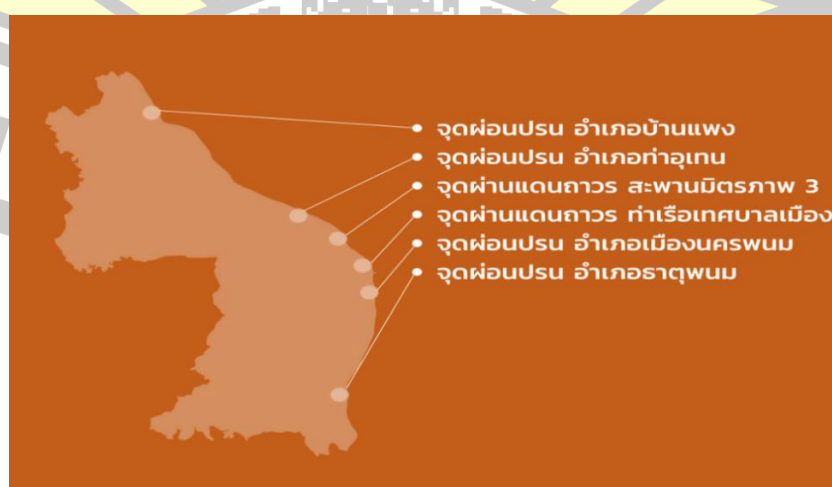 จุดผ่อนปรน อำเภอบ้านแพง
จุดผ่อนปรน อำเภอท่าอุเทน
จุดผ่านแดนถาวร สะพานมิตรภาพ 3
จุดผ่านแดนถาวร ท่าเรือเทศบาลเมือง
จุดผ่อนปรน อำเภอเมืองนครพนม
จุดผ่อนปรน อำเภอธาตุพนม